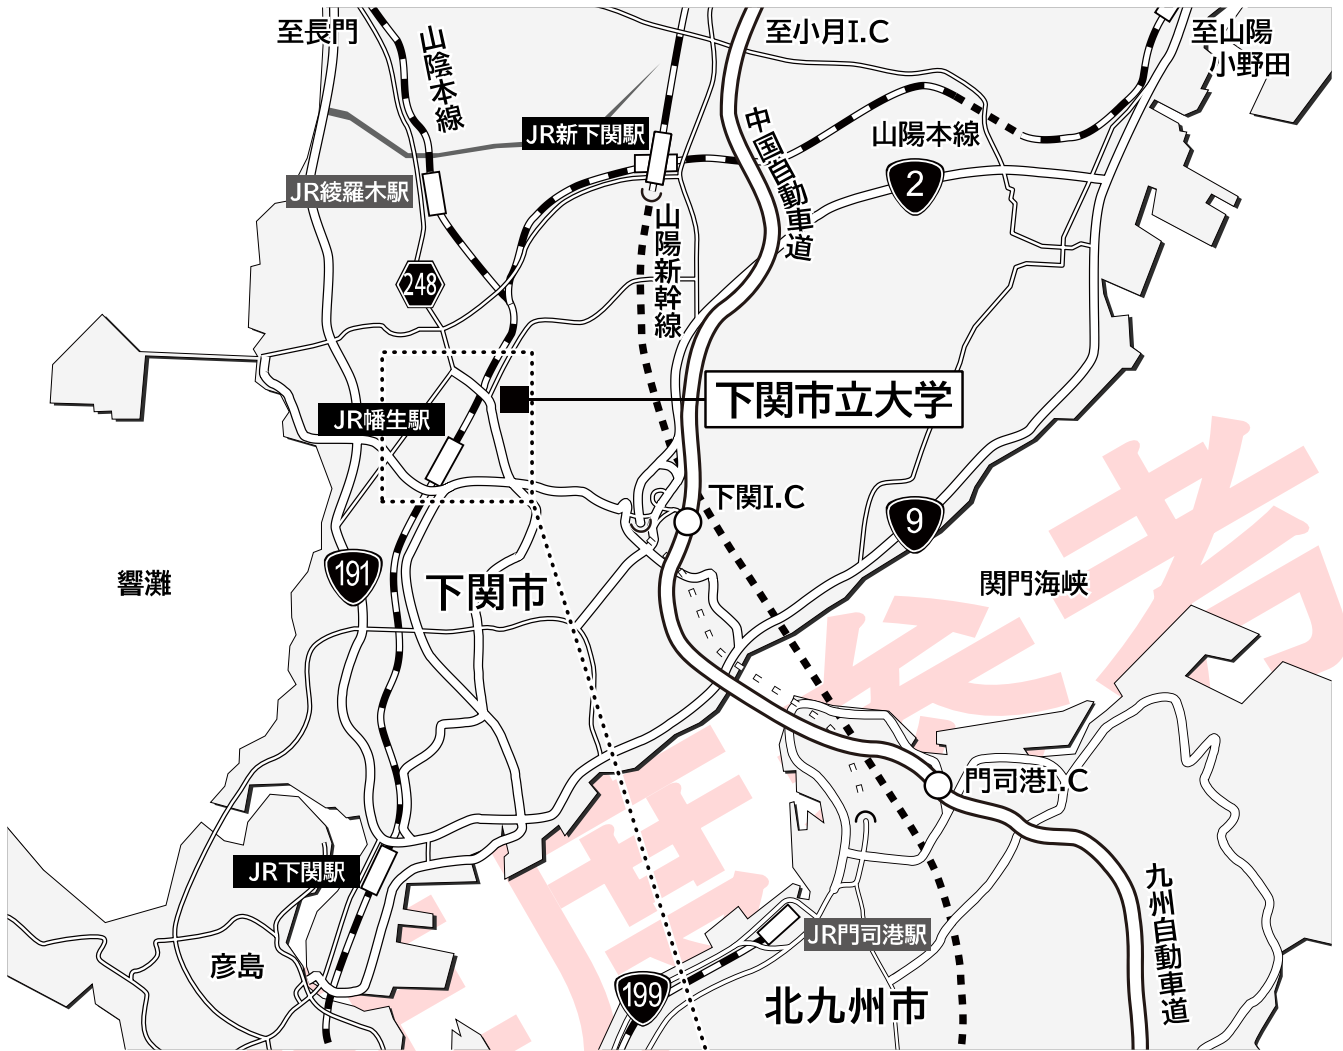 至長門
山陰本線
至小月I.C
至山陽
小野田
中国自動車道
JR新下関駅
山陽本線
2
JR綾羅木駅
山陽新幹線
248
下関市立大学
JR幡生駅
下関I.C
9
191
響灘
下関市
関門海峡
門司港I.C
JR下関駅
九州自動車道
JR門司港駅
彦島
199
北九州市
度参考